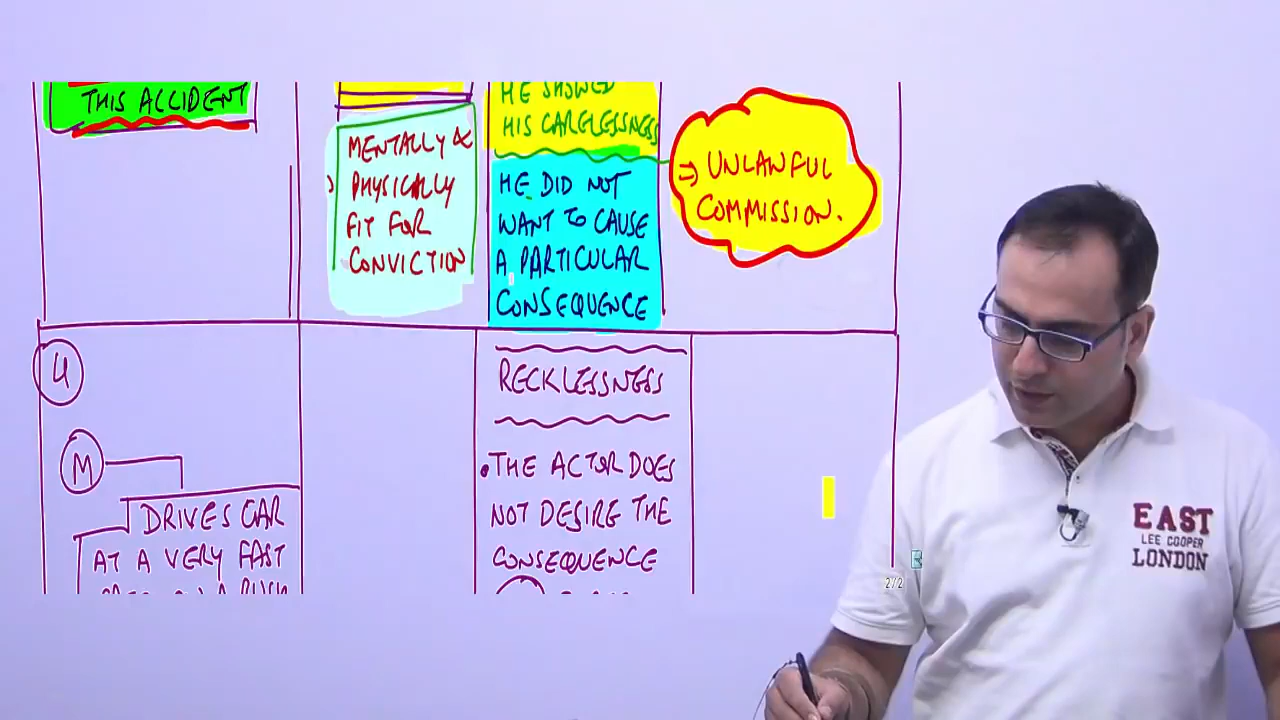 THIS ACCIDENT
MENTALLY &
PHYSICALLY
FIT FOR
CONVICTION
HE SHOWED
HIS CARELESSNESS
HE DID NOT
WANT TO CAUSE
A PARTICULAR
CONSEQUENCE
⇒ UNLAWFUL
COMMISSION.
4
M
DRIVES CAR
AT A VERY FAST
RECKLESSNESS
• THE ACTOR DOES
NOT DESIRE THE
CONSEQUENCE
2/2
EAST
LEE COOPER
LONDON